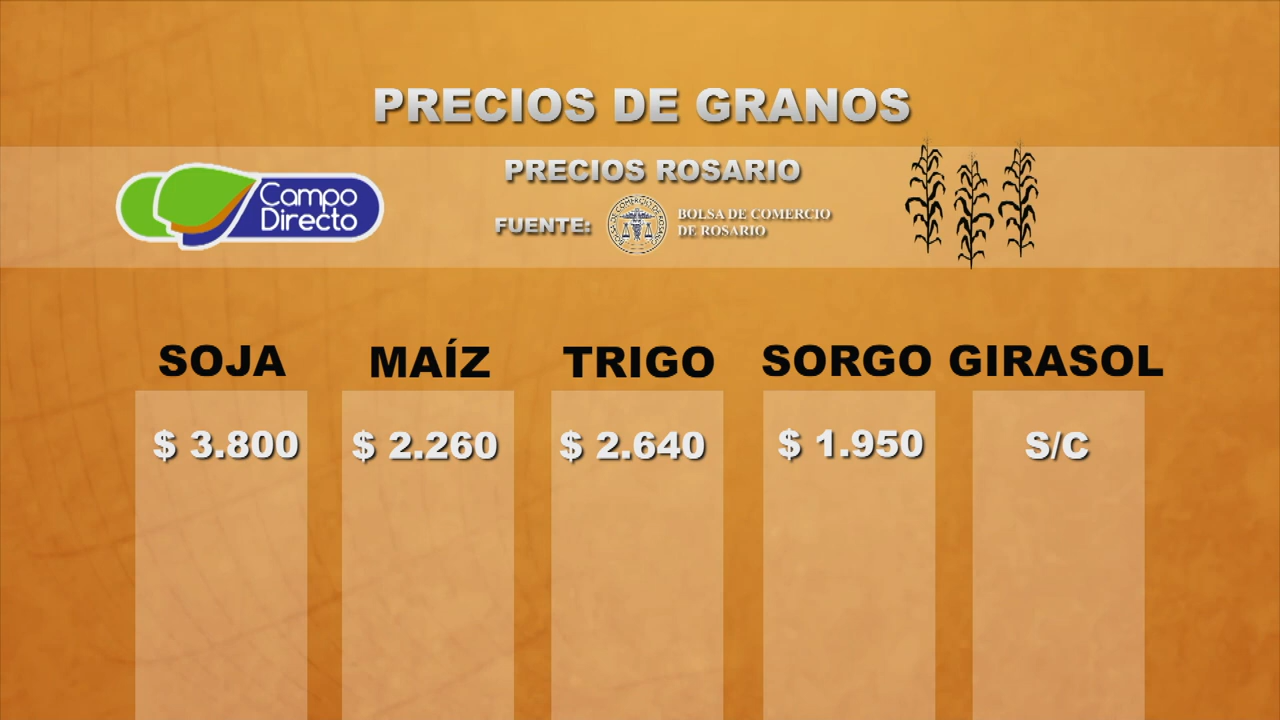 PRECIOS DE GRANOS
PRECIOS ROSARIO
Campo
Directo
FUENTE:
BOLSA DE COMERCIO
DE ROSARIO
SOJA MAÍZ TRIGO SORGO GIRASOL
$ 3.800 $ 2.260 $ 2.640 $ 1.950 S/C